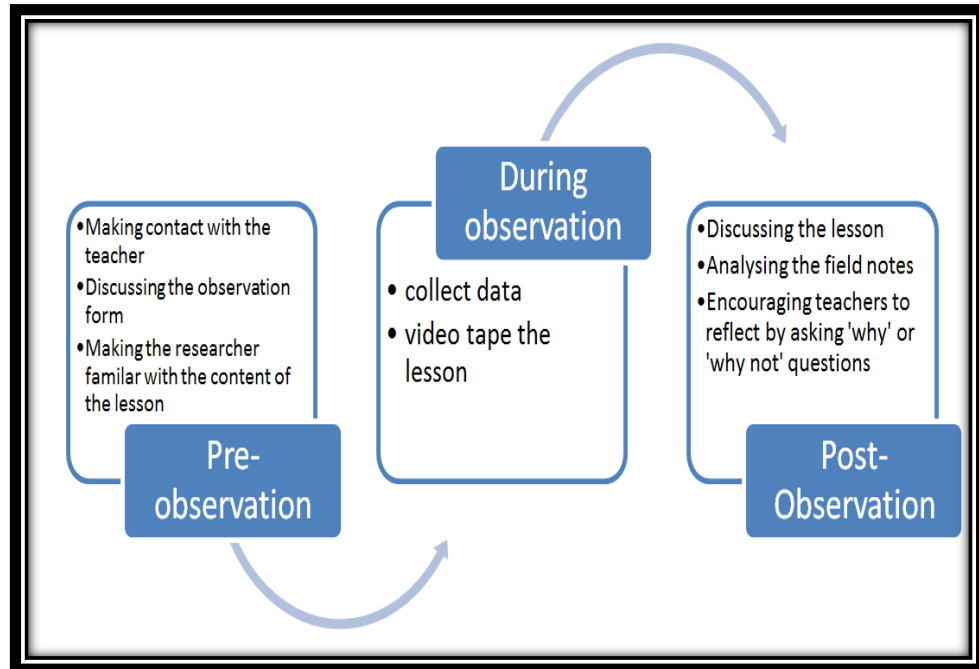 •Making contact with the
teacher
•Discussing the observation
form
•Making the researcher
familar with the content of
the lesson
Pre-
observation
During
observation
• collect data
• video tape the
lesson
•Discussing the lesson
•Analysing the field notes
•Encouraging teachers to
reflect by asking 'why' or
'why not' questions
Post-
Observation